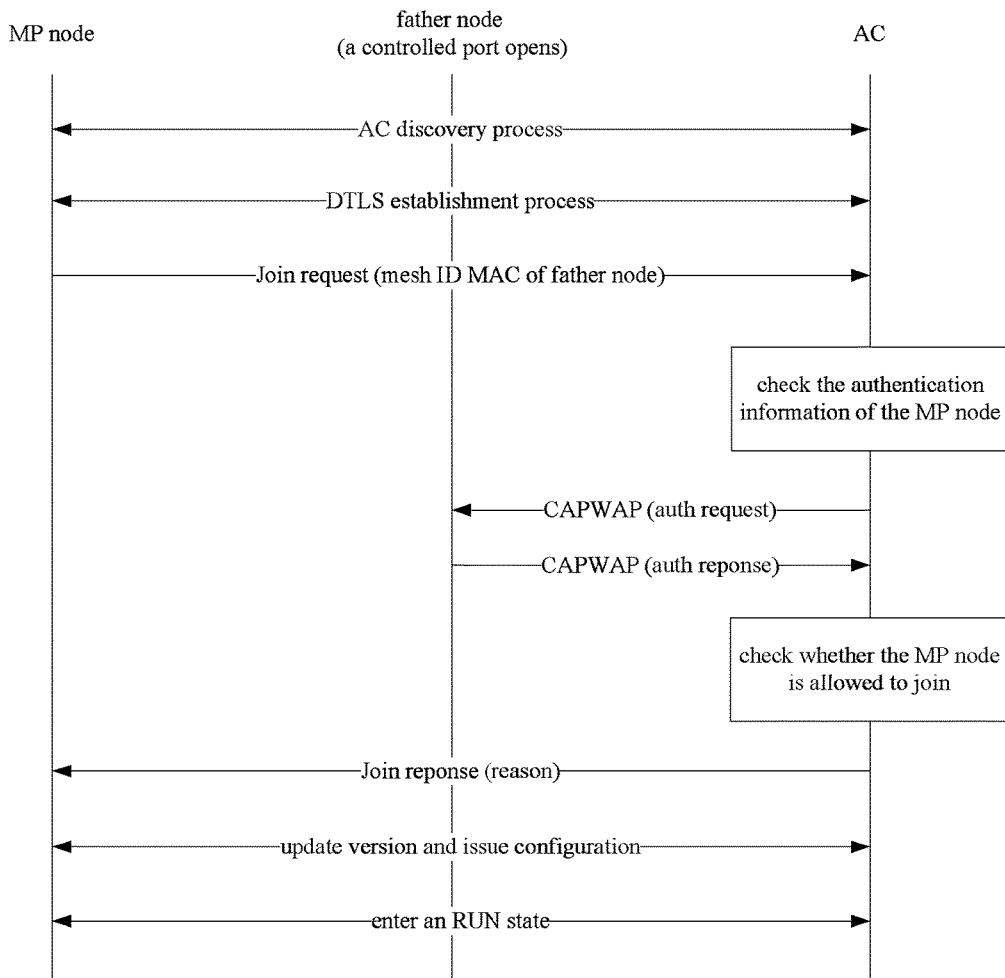 MP node
father node
(a controlled port opens)
AC
AC discovery process
DTLS establishment process
Join request (mesh ID MAC of father node)
check the authentication
information of the MP node
CAPWAP (auth request)
CAPWAP (auth reponse)
check whether the MP node
is allowed to join
Join reponse (reason)
update version and issue configuration
enter an RUN state